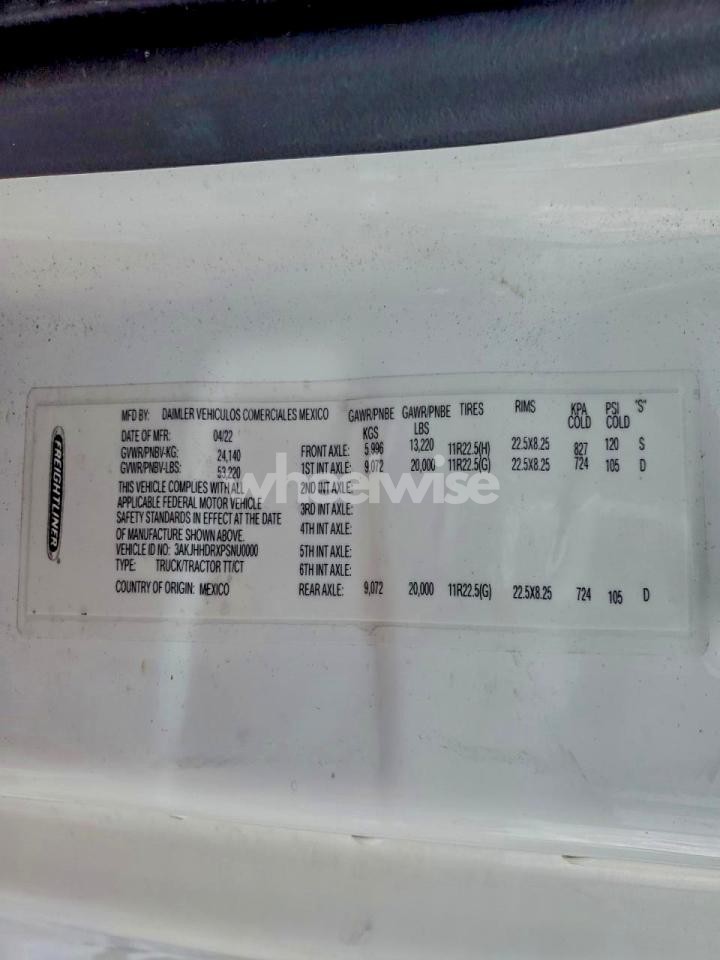 FREIGHTLINER
MFD BY: DAIMLER VEHICULOS COMERCIALES MEXICO GAWR/PNBE KGS GAWR/PNBE LBS TIRES RIMS KPA COLD PSI COLD "S"
DATE OF MFR: 04/22
GVWR/PNBV-KG: 24,140 FRONT AXLE: 5,996 13,220 11R22.5(H) 22.5X8.25 827 120 S
GVWR/PNBV-LBS: 53,220 1ST INT AXLE: 9,072 20,000 11R22.5(G) 22.5X8.25 724 105 D
THIS VEHICLE COMPLIES WITH ALL 2ND INT AXLE:
APPLICABLE FEDERAL MOTOR VEHICLE 3RD INT AXLE:
SAFETY STANDARDS IN EFFECT AT THE DATE 4TH INT AXLE:
OF MANUFACTURE SHOWN ABOVE.
VEHICLE ID NO: 3AKJHHDRXPSNU0000 5TH INT AXLE:
TYPE: TRUCK/TRACTOR TT/CT 6TH INT AXLE:
COUNTRY OF ORIGIN: MEXICO REAR AXLE: 9,072 20,000 11R22.5(G) 22.5X8.25 724 105 D
wheelwise